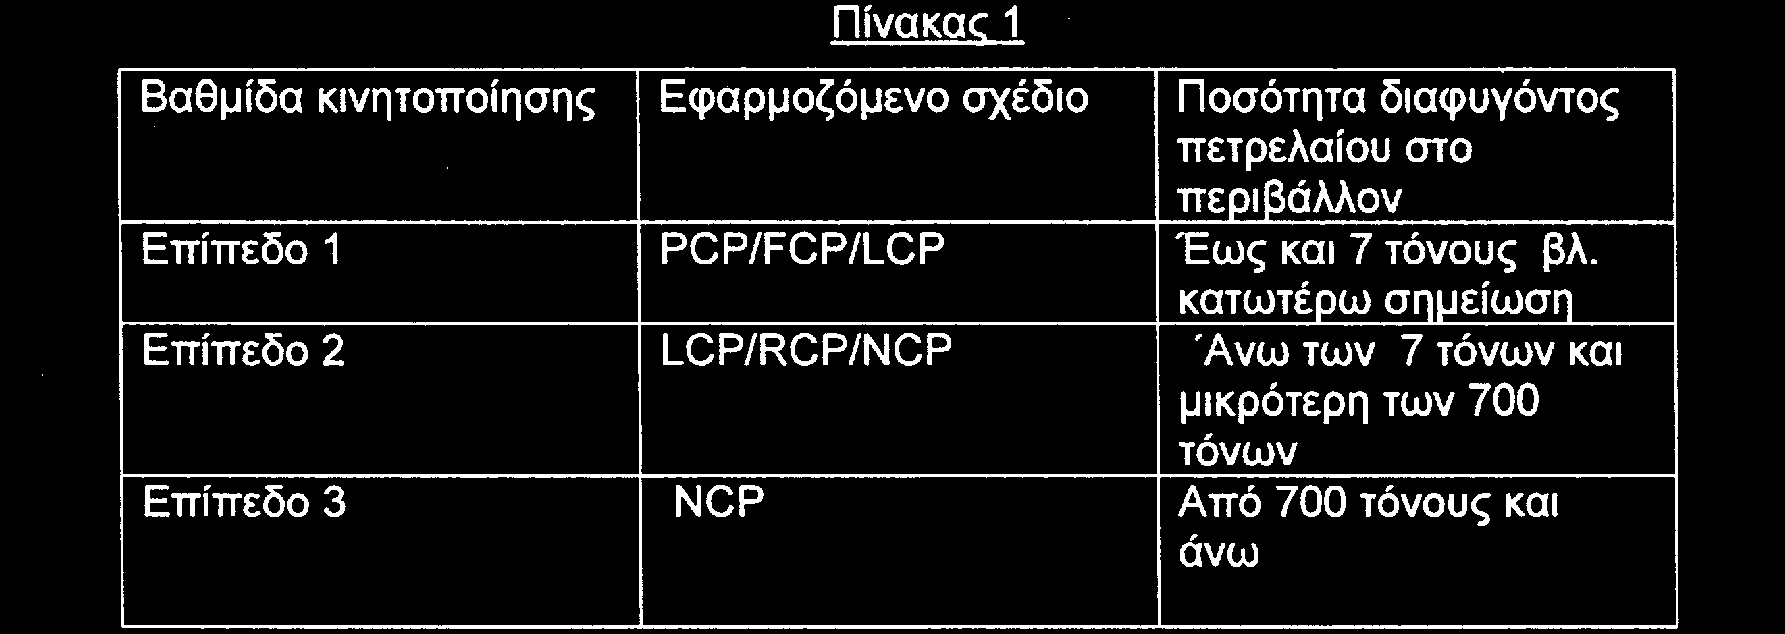 Πίνακας 1
Βαθμίδα κινητοποίησης
Εφαρμοζόμενο σχέδιο
Ποσότητα διαφυγόντος
πετρελαίου στο
περιβάλλον
Επίπεδο 1
PCP/FCP/LCP
Έως και 7 τόνους βλ.
κατωτέρω σημείωση
Επίπεδο 2
LCP/RCP/NCP
Άνω των 7 τόνων και
μικρότερη των 700
τόνων
Επίπεδο 3
NCP
Από 700 τόνους και
άνω